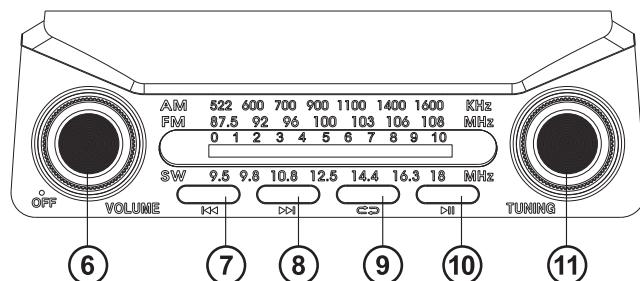 AM 522 600 700 900 1100 1400 1600 KHz
FM 87.5 92 96 100 103 106 108 MHz
0 1 2 3 4 5 6 7 8 9 10
SW 9.5 9.8 10.8 12.5 14.4 16.3 18 MHz
OFF VOLUME TUNING
6 7 8 9 10 11